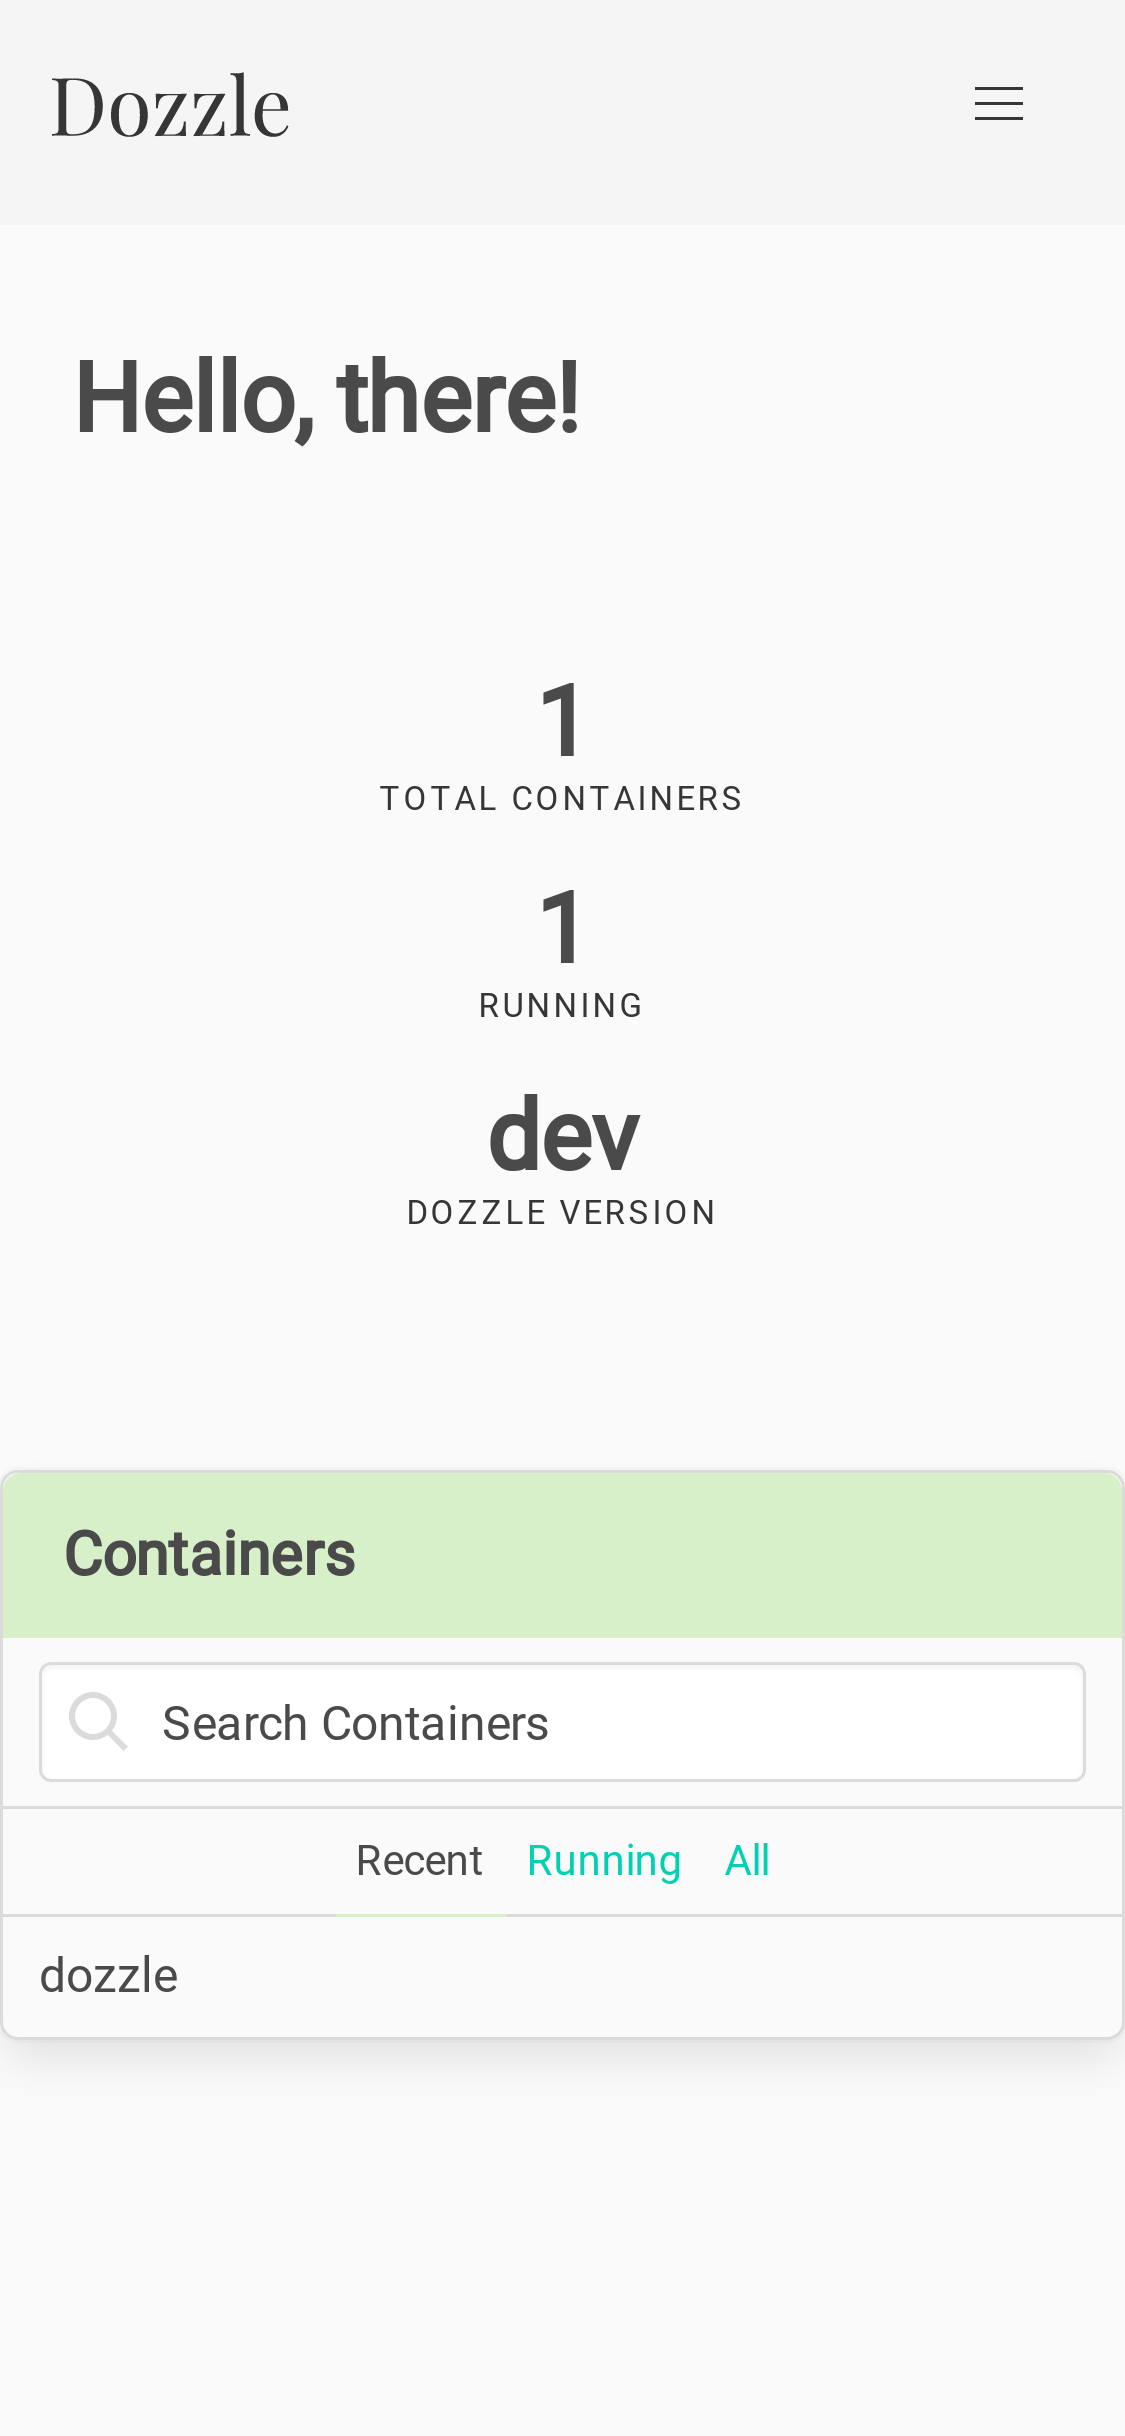 Dozzle
Hello, there!
1
TOTAL CONTAINERS
1
RUNNING
dev
DOZZLE VERSION
Containers
Search Containers
Recent Running All
dozzle